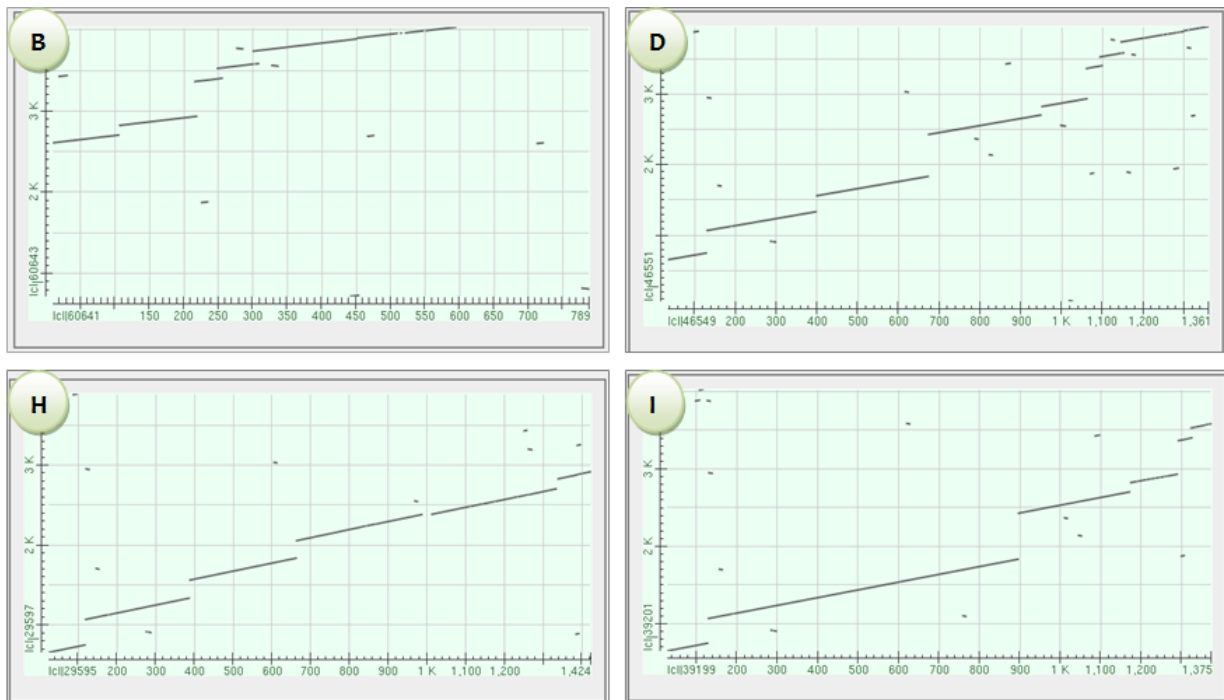 B
3 K
2 K
lcl|60643
lcl|60641 150 200 250 300 350 400 450 500 550 600 650 700 789
D
3 K
2 K
lcl|46551
lcl|46549 200 300 400 500 600 700 800 900 1 K 1,100 1,200 1,361
H
3 K
2 K
lcl|29597
lcl|29595 200 300 400 500 600 700 800 900 1 K 1,100 1,200 1,424
I
3 K
2 K
lcl|39201
lcl|39199 200 300 400 500 600 700 800 900 1 K 1,100 1,200 1,375